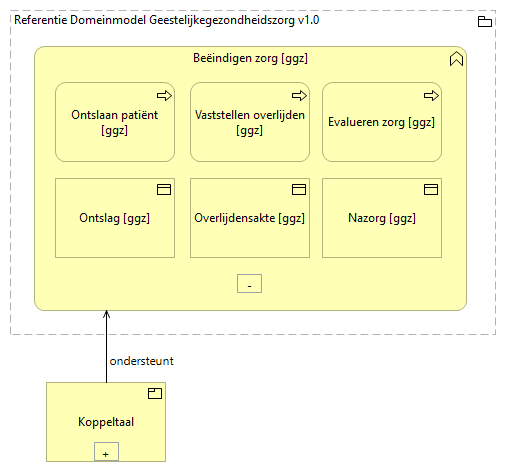 Referentie Domeinmodel Geestelijkegezondheidszorg v1.0
Beëindigen zorg [ggz]
Ontslaan patiënt
[ggz]
Vaststellen overlijden
[ggz]
Evalueren zorg [ggz]
Ontslag [ggz]
Overlijdensakte [ggz]
Nazorg [ggz]
-
ondersteunt
Koppeltaal
+